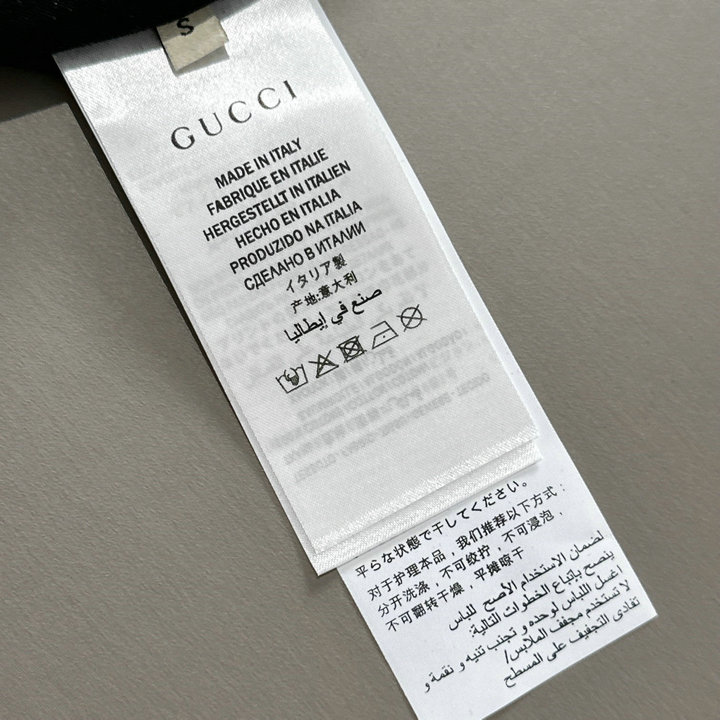 S
GUCCI
MADE IN ITALY
FABRIQUE EN ITALIE
HERGESTELLT IN ITALIEN
HECHO EN ITALIA
PRODUZIDO NA ITALIA
СДЕЛАНО В ИТАЛИИ
イタリア製
产地:意大利
صنع في إيطاليا
平らな状態で干してください。
对于护理本品，我们推荐以下方式：
分开洗涤，不可绞拧，不可浸泡，
不可翻转干燥，平摊晾干
لضمان الاستخدام الأصح للباس
ينصح بإتباع الخطوات التالية:
اغسل اللباس لوحده و تجنب تنيه و نقمة و
لا تستخدم مجفف الملابس/
تفادى التجفيف على المسطح